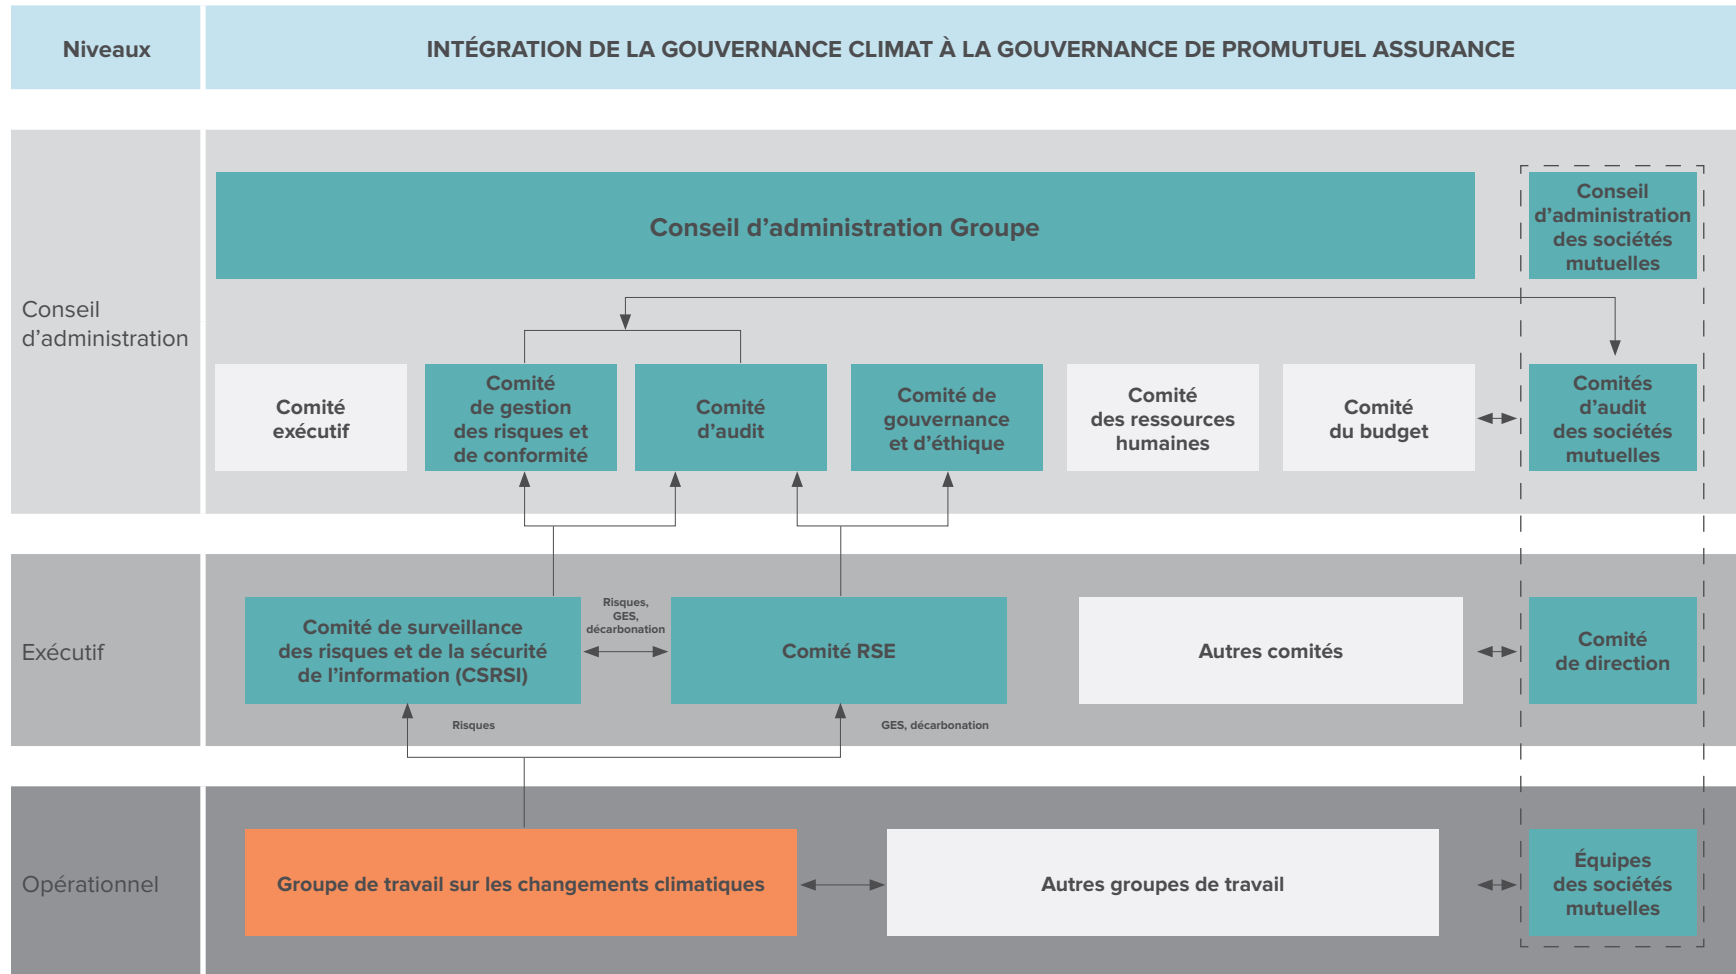 Niveaux
INTÉGRATION DE LA GOUVERNANCE CLIMAT À LA GOUVERNANCE DE PROMUTUEL ASSURANCE
Conseil
d’administration
Conseil d’administration Groupe
Conseil
d’administration
des sociétés
mutuelles
Comité
exécutif
Comité
de gestion
des risques et
de conformité
Comité
d’audit
Comité de
gouvernance
et d’éthique
Comité
des ressources
humaines
Comité
du budget
Comités
d’audit
des sociétés
mutuelles
Exécutif
Comité de surveillance
des risques et de la sécurité
de l’information (CSRSI)
Risques,
GES,
décarbonation
Comité RSE
Autres comités
Comité
de direction
Risques
GES, décarbonation
Opérationnel
Groupe de travail sur les changements climatiques
Autres groupes de travail
Équipes
des sociétés
mutuelles